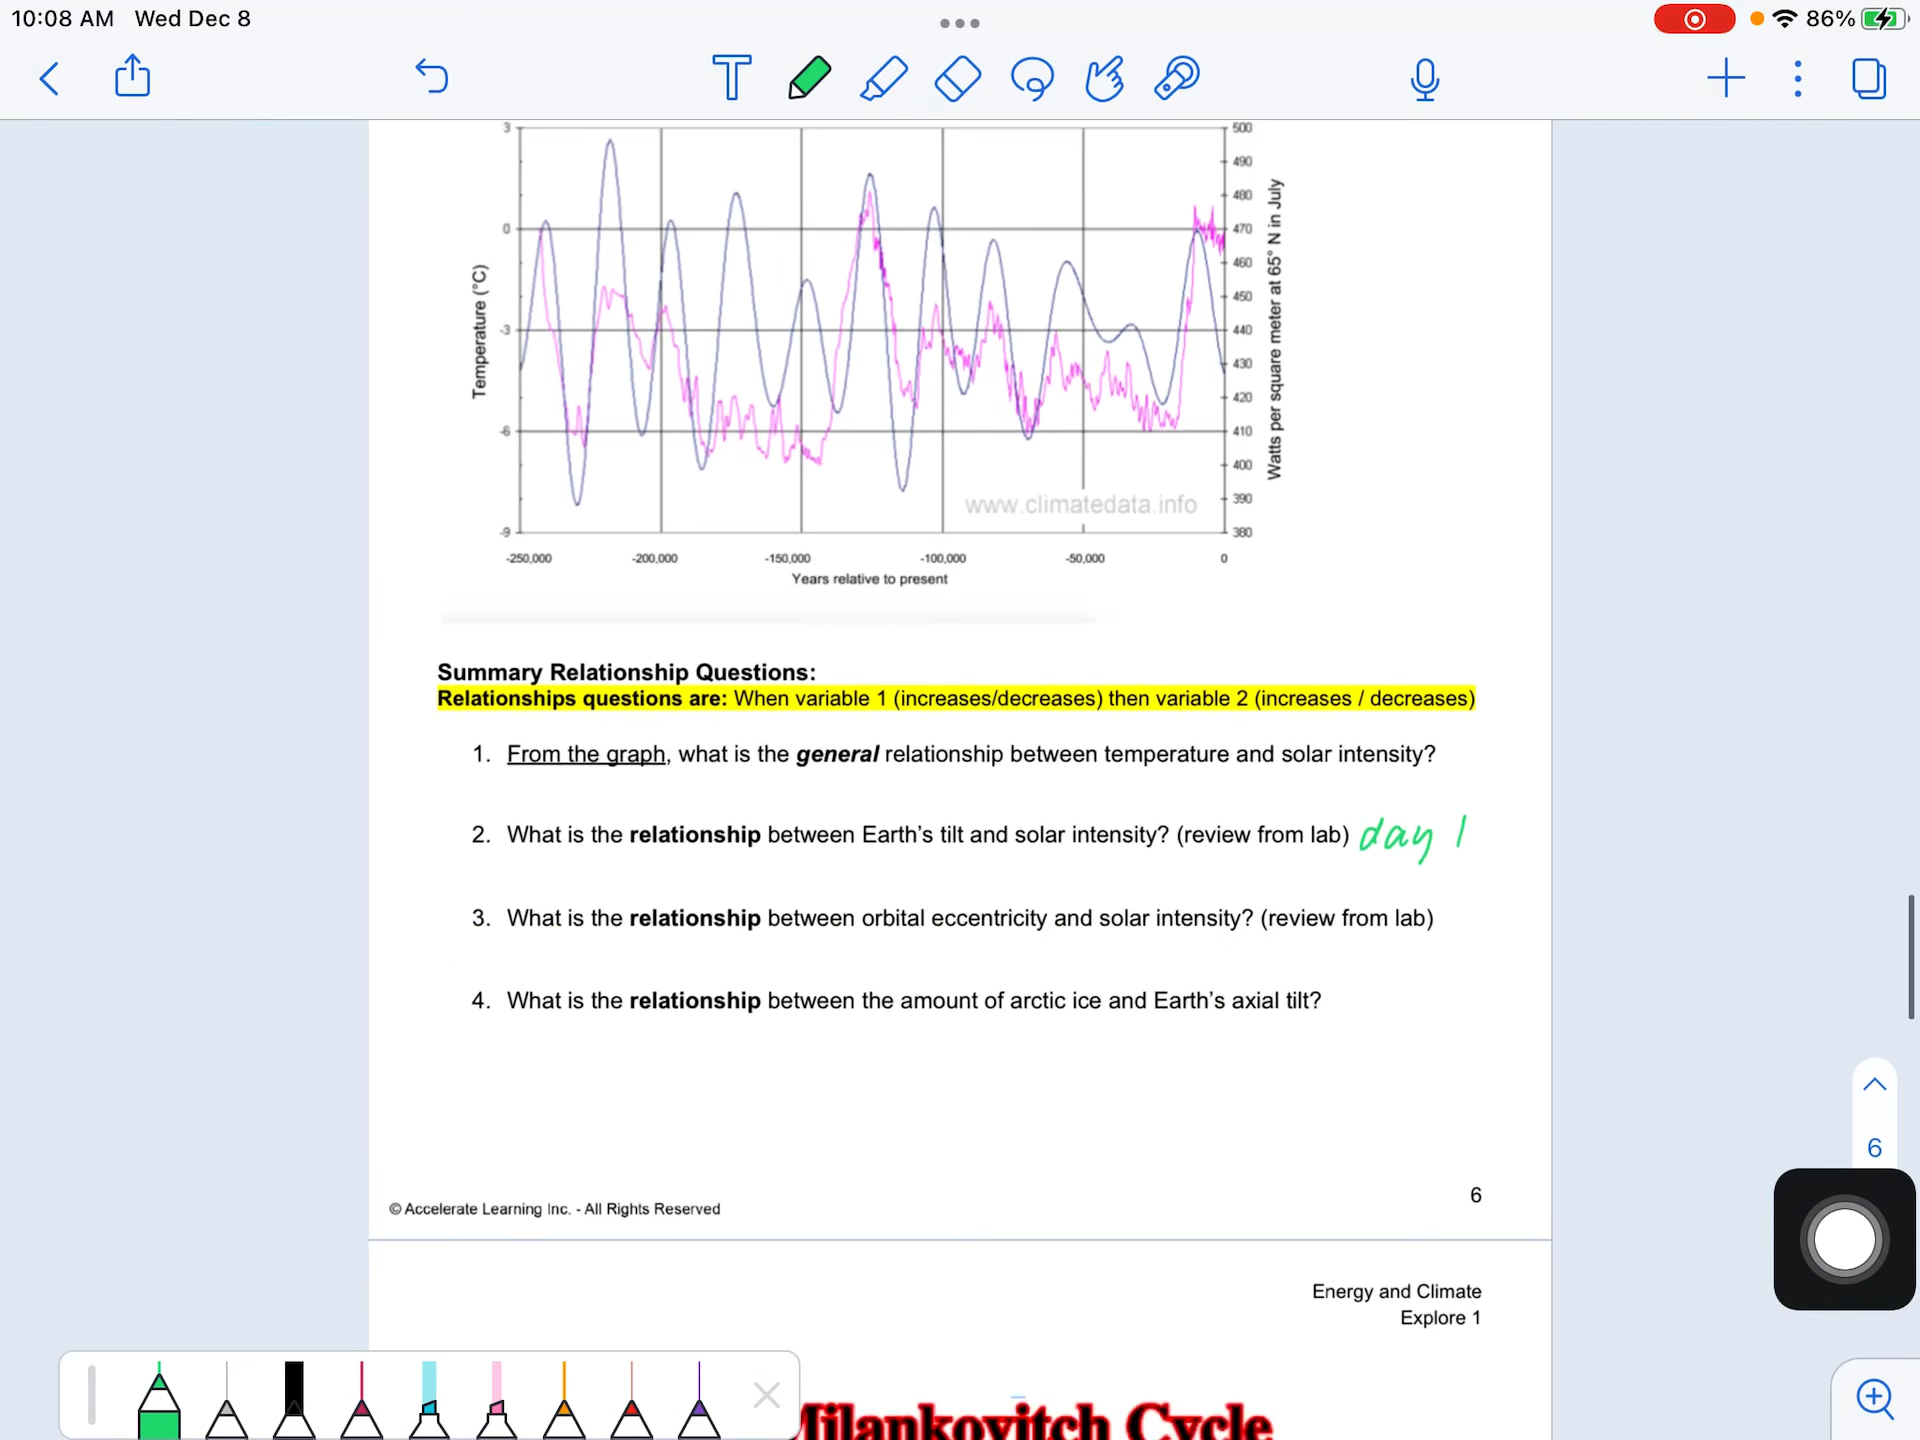 10:08 AM Wed Dec 8
86%
T
3
0
-3
-6
-9
Temperature (°C)
500
490
480
470
460
450
440
430
420
410
400
390
380
Watts per square meter at 65° N in July
www.climatedata.info
-250,000 -200,000 -150,000 -100,000 -50,000 0
Years relative to present
Summary Relationship Questions:
Relationships questions are: When variable 1 (increases/decreases) then variable 2 (increases / decreases)
1. From the graph, what is the general relationship between temperature and solar intensity?
2. What is the relationship between Earth's tilt and solar intensity? (review from lab) day 1
3. What is the relationship between orbital eccentricity and solar intensity? (review from lab)
4. What is the relationship between the amount of arctic ice and Earth's axial tilt?
6
6
© Accelerate Learning Inc. - All Rights Reserved
Energy and Climate
Explore 1
Milankovitch Cycle